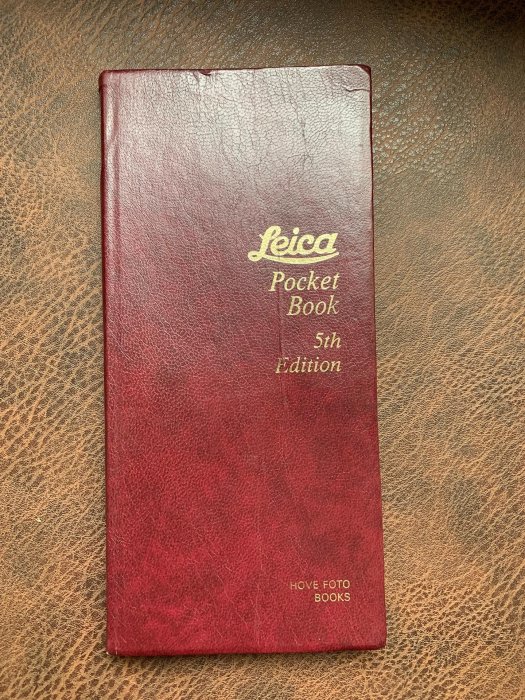 Leica
Pocket
Book
5th
Edition
HOVE FOTO
BOOKS